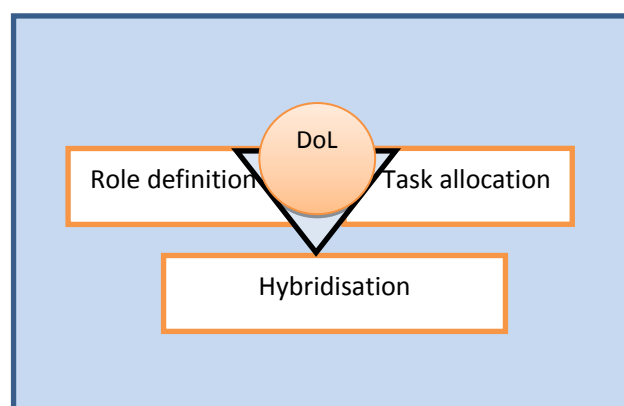 DoL
Role definition
Task allocation
Hybridisation